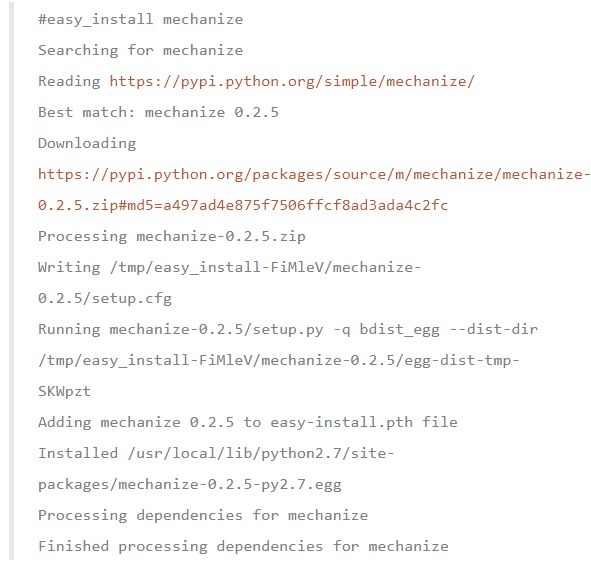 #easy_install mechanize
Searching for mechanize
Reading https://pypi.python.org/simple/mechanize/
Best match: mechanize 0.2.5
Downloading
https://pypi.python.org/packages/source/m/mechanize/mechanize-
0.2.5.zip#md5=a497ad4e875f7506ffcf8ad3ada4c2fc
Processing mechanize-0.2.5.zip
Writing /tmp/easy_install-FiMleV/mechanize-
0.2.5/setup.cfg
Running mechanize-0.2.5/setup.py -q bdist_egg --dist-dir
/tmp/easy_install-FiMleV/mechanize-0.2.5/egg-dist-tmp-
SKWpzt
Adding mechanize 0.2.5 to easy-install.pth file
Installed /usr/local/lib/python2.7/site-
packages/mechanize-0.2.5-py2.7.egg
Processing dependencies for mechanize
Finished processing dependencies for mechanize